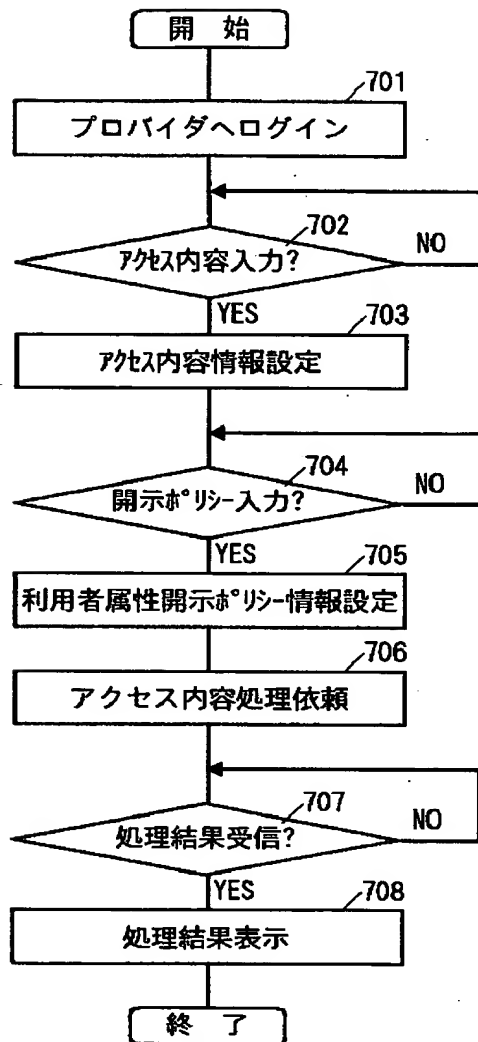 開 始
701
プロバイダへログイン
702
アクセス内容入力?
NO
YES
703
アクセス内容情報設定
704
開示ポリシー入力?
NO
YES
705
利用者属性開示ポリシー情報設定
706
アクセス内容処理依頼
707
処理結果受信?
NO
YES
708
処理結果表示
終 了